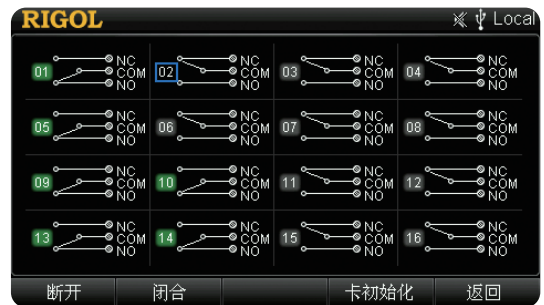 RIGOL Local
01 NC COM NO 02 NC COM NO 03 NC COM NO 04 NC COM NO
05 NC COM NO 06 NC COM NO 07 NC COM NO 08 NC COM NO
09 NC COM NO 10 NC COM NO 11 NC COM NO 12 NC COM NO
13 NC COM NO 14 NC COM NO 15 NC COM NO 16 NC COM NO
断开 闭合 卡初始化 返回